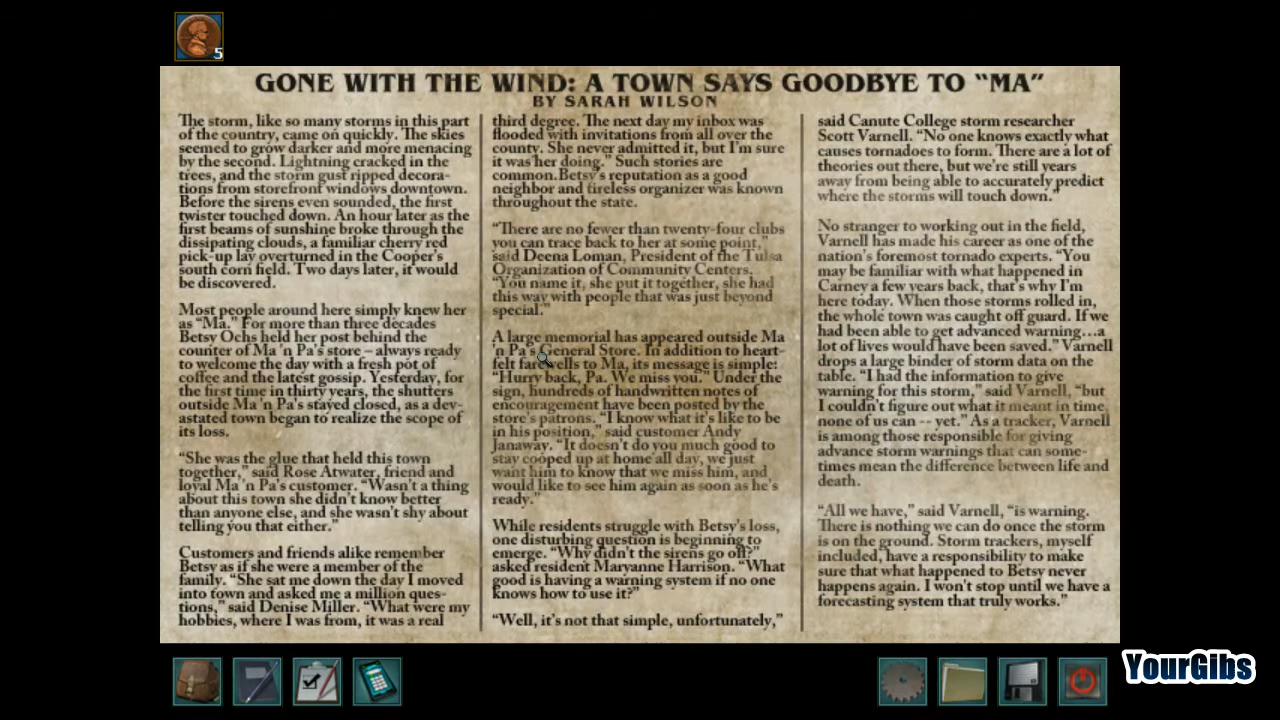 5
GONE WITH THE WIND: A TOWN SAYS GOODBYE TO "MA"
BY SARAH WILSON
The storm, like so many storms in this part
of the country, came on quickly. The skies
seemed to grow darker and more menacing
by the second. Lightning cracked in the
trees, and the storm gust ripped decora-
tions from storefront windows downtown.
Before the sirens even sounded, the first
twister touched down. An hour later as the
first beams of sunshine broke through the
dissipating clouds, a familiar cherry red
pick-up lay overturned in the Cooper's
south corn field. Two days later, it would
be discovered.
Most people around here simply knew her
as "Ma." For more than three decades
Betsy Ochs held her post behind the
counter of Ma 'n Pa's store – always ready
to welcome the day with a fresh pot of
coffee and the latest gossip. Yesterday, for
the first time in thirty years, the shutters
outside Ma 'n Pa's stayed closed, as a dev-
astated town began to realize the scope of
its loss.
"She was the glue that held this town
together," said Rose Atwater, friend and
loyal Ma 'n Pa's customer. "Wasn't a thing
about this town she didn't know better
than anyone else, and she wasn't shy about
telling you that either."
Customers and friends alike remember
Betsy as if she were a member of the
family. "She sat me down the day I moved
into town and asked me a million ques-
tions," said Denise Miller. "What were my
hobbies, where I was from, it was a real
third degree. The next day my inbox was
flooded with invitations from all over the
county. She never admitted it, but I'm sure
it was her doing." Such stories are
common.Betsy's reputation as a good
neighbor and tireless organizer was known
throughout the state.
"There are no fewer than twenty-four clubs
you can trace back to her at some point,"
said Deena Loman, President of the Tulsa
Organization of Community Centers.
"You name it, she put it together, she had
this way with people that was just beyond
special."
A large memorial has appeared outside Ma
'n Pa's General Store. In addition to heart-
felt farewells to Ma, its message is simple:
"Hurry back, Pa. We miss you." Under the
sign, hundreds of handwritten notes of
encouragement have been posted by the
store's patrons. "I know what it's like to be
in his position," said customer Andy
Janaway. "It doesn't do you much good to
stay cooped up at home all day, we just
want him to know that we miss him, and
would like to see him again as soon as he's
ready."
While residents struggle with Betsy's loss,
one disturbing question is beginning to
emerge. "Why didn't the sirens go off?"
asked resident Maryanne Harrison. "What
good is having a warning system if no one
knows how to use it?"
"Well, it's not that simple, unfortunately,"
said Canute College storm researcher
Scott Varnell. "No one knows exactly what
causes tornadoes to form. There are a lot of
theories out there, but we're still years
away from being able to accurately predict
where the storms will touch down."
No stranger to working out in the field,
Varnell has made his career as one of the
nation's foremost tornado experts. "You
may be familiar with what happened in
Carney a few years back, that's why I'm
here today. When those storms rolled in,
the whole town was caught off guard. If we
had been able to get advanced warning...a
lot of lives would have been saved." Varnell
drops a large binder of storm data on the
table. "I had the information to give
warning for this storm," said Varnell, "but
I couldn't figure out what it meant in time,
none of us can -- yet." As a tracker, Varnell
is among those responsible for giving
advance storm warnings that can some-
times mean the difference between life and
death.
"All we have," said Varnell, "is warning.
There is nothing we can do once the storm
is on the ground. Storm trackers, myself
included, have a responsibility to make
sure that what happened to Betsy never
happens again. I won't stop until we have a
forecasting system that truly works."
YourGibs